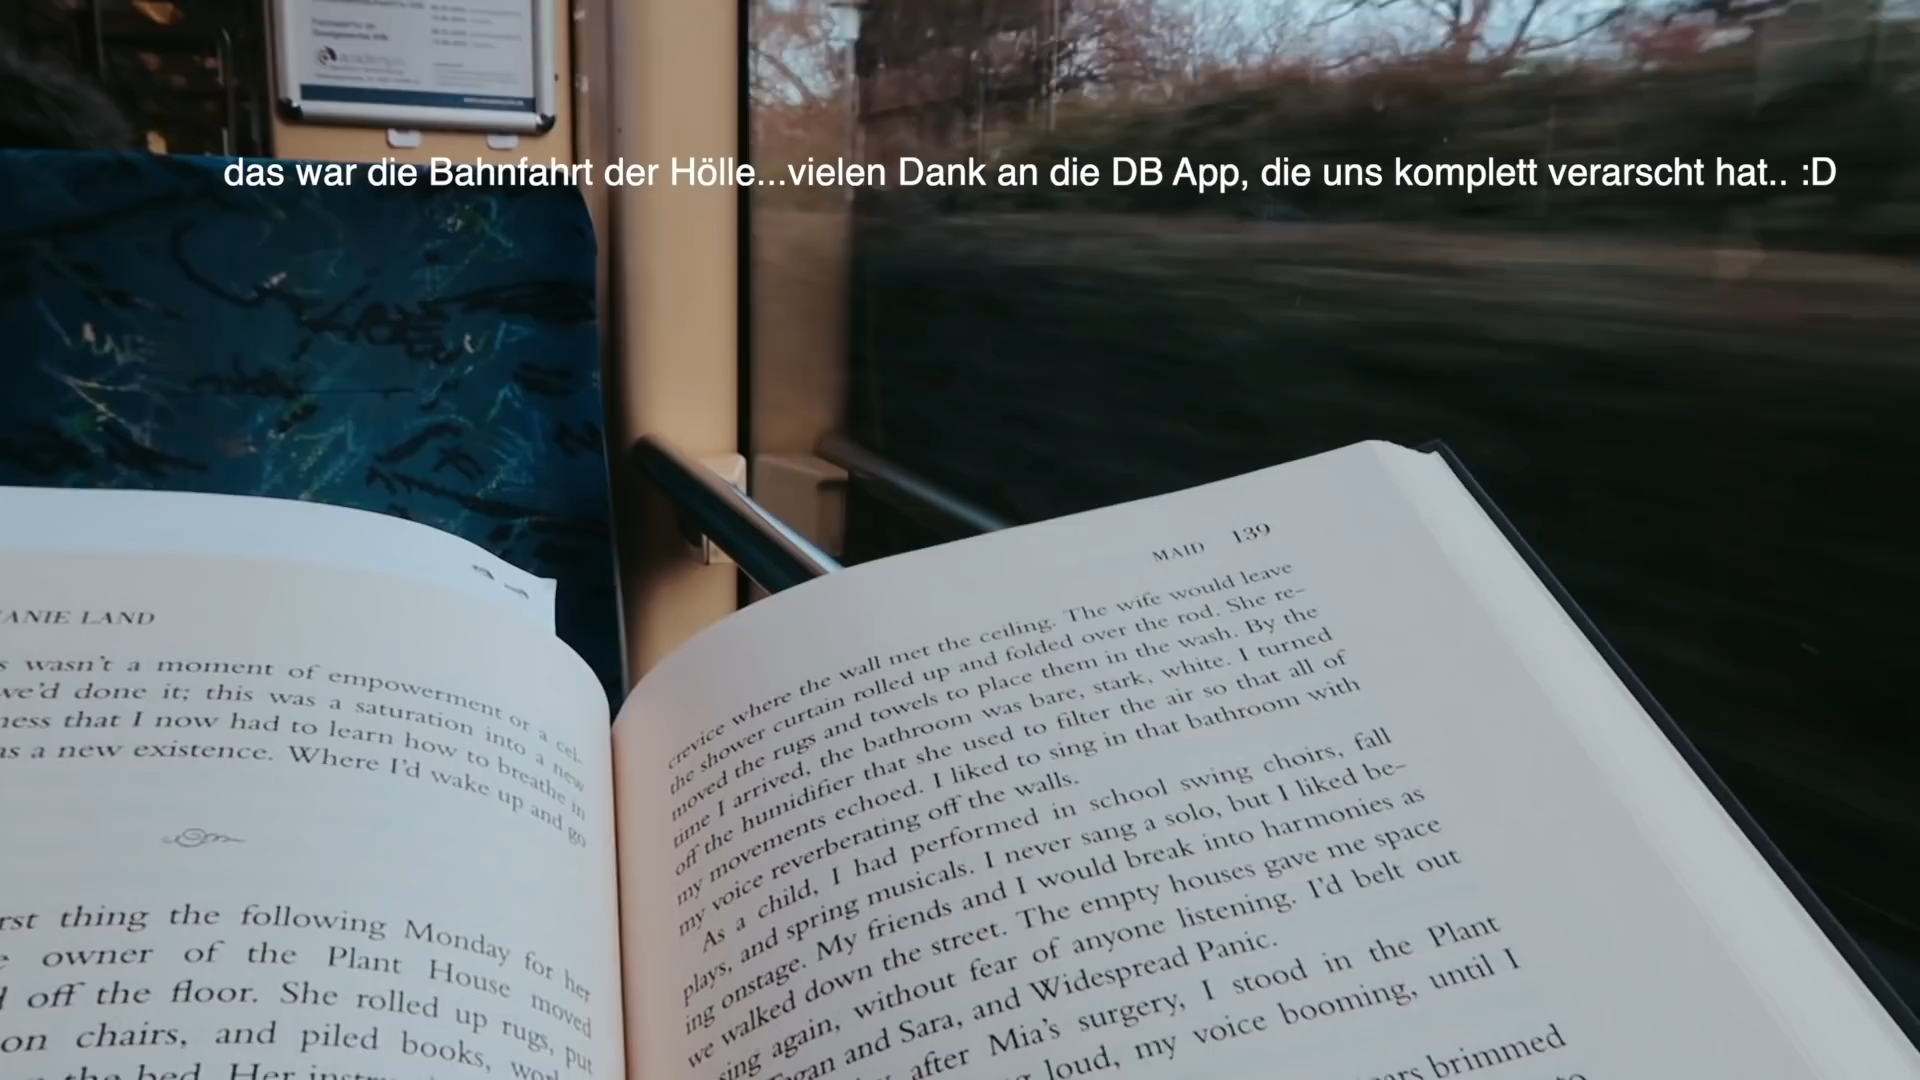 das war die Bahnfahrt der Hölle...vielen Dank an die DB App, die uns komplett verarscht hat.. :D
ANIE LAND
wasn't a moment of empowerment or a cel-
we'd done it; this was a saturation into a new
ness that I now had to learn how to breathe in
as a new existence. Where I'd wake up and go
rst thing the following Monday for her
owner of the Plant House moved
off the floor. She rolled up rugs, put
on chairs, and piled books,
the bed. Her
MAID 139
crevice where the wall met the ceiling. The wife would leave
the shower curtain rolled up and folded over the rod. She re-
moved the rugs and towels to place them in the wash. By the
time I arrived, the bathroom was bare, stark, white. I turned
off the humidifier that she used to filter the air so that all of
my movements echoed. I liked to sing in that bathroom with
my voice reverberating off the walls.
As a child, I had performed in school swing choirs, fall
plays, and spring musicals. I never sang a solo, but I liked be-
ing onstage. My friends and I would break into harmonies as
we walked down the street. The empty houses gave me space
sing again, without fear of anyone listening. I'd belt out
gan and Sara, and Widespread Panic.
after Mia's surgery, I stood in the Plant
loud, my voice booming, until I
ars brimmed
to